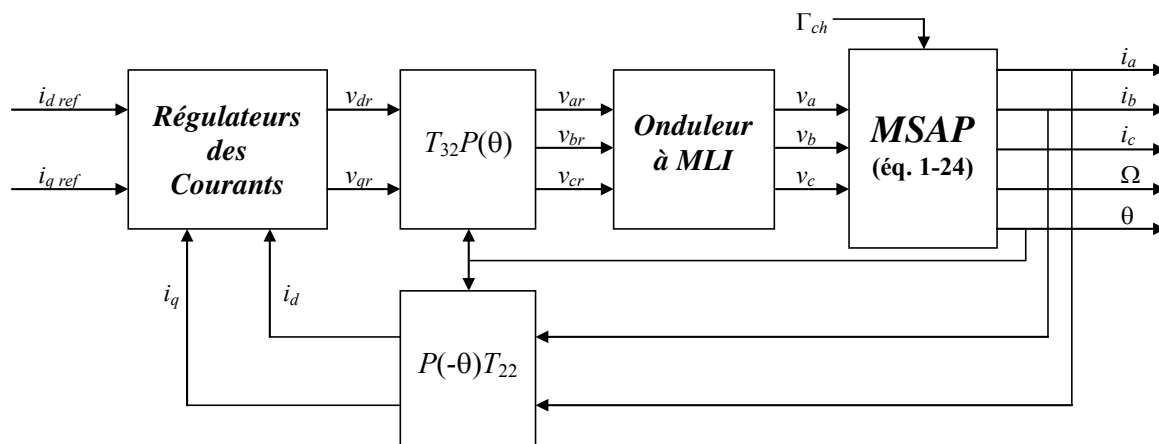 Γch
ia
ib
ic
Ω
θ
id ref
iq ref
Régulateurs
des
Courants
vdr
vqr
T32P(θ)
var
vbr
vcr
Onduleur
à MLI
va
vb
vc
MSAP
(éq. 1-24)
iq
id
P(-θ)T22